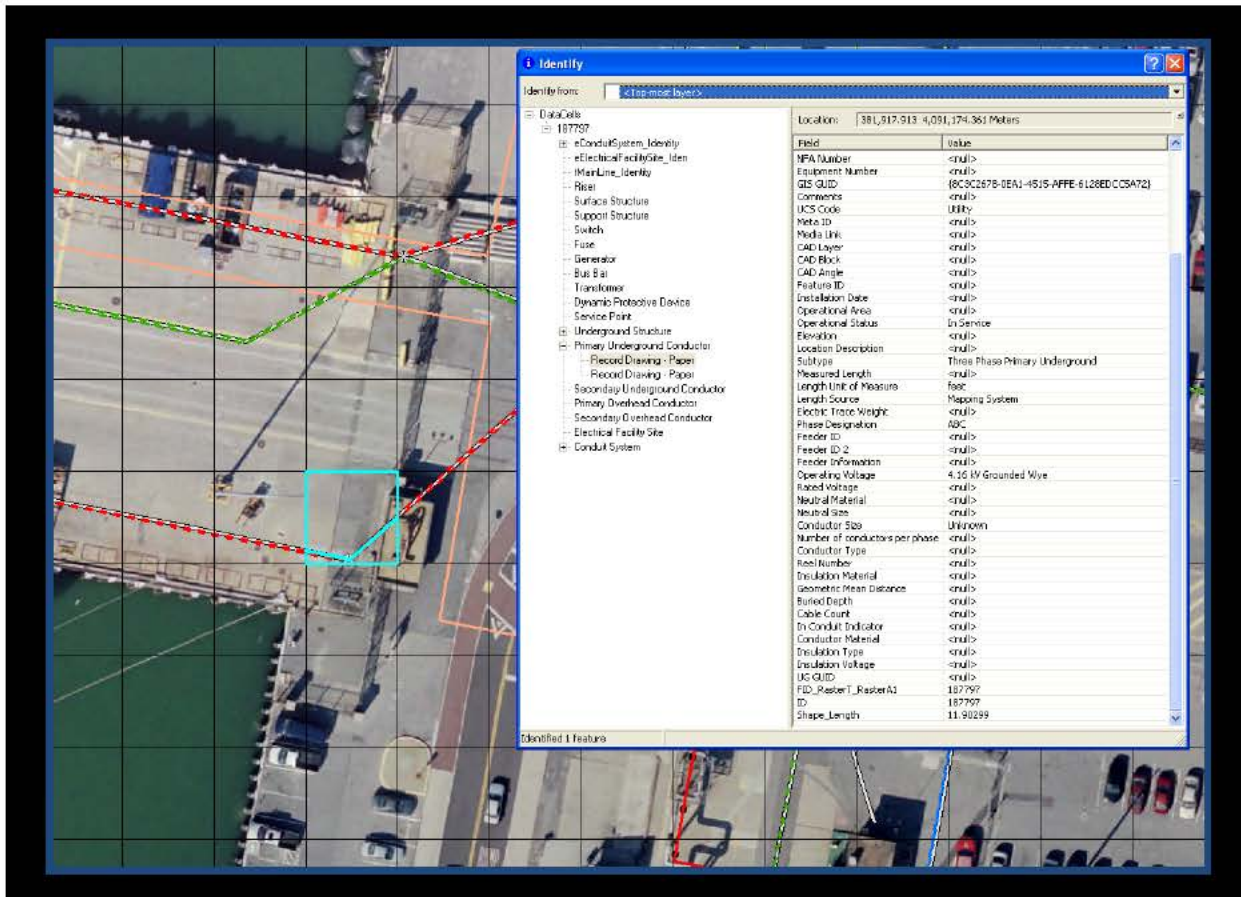 Identify
Identify from: <Top-most layer>
DataCells
187797
eConduitSystem_Identity
eElectricalFacilitySite_Iden
tMainLine_Identity
Riser
Surface Structure
Support Structure
Switch
Fuse
Generator
Bus Bar
Transformer
Dynamic Protective Device
Service Point
Underground Structure
Primary Underground Conductor
Record Drawing - Paper
Record Drawing - Paper
Secondary Underground Conductor
Primary Overhead Conductor
Secondary Overhead Conductor
Electrical Facility Site
Conduit System
Identified 1 feature
Location: 381,917.913 4,091,174.361 Meters
Field Value
NFA Number <null>
Equipment Number <null>
GIS GUID {8C3C267B-0EA1-4515-AFFE-6128EDCC5A72}
Comments <null>
UCS Code Utility
Meta ID <null>
Media Link <null>
CAD Layer <null>
CAD Block <null>
CAD Angle <null>
Feature ID <null>
Installation Date <null>
Operational Area <null>
Operational Status In Service
Elevation <null>
Location Description <null>
Subtype Three Phase Primary Underground
Measured Length <null>
Length Unit of Measure feet
Length Source Mapping System
Electric Trace Weight <null>
Phase Designation ABC
Feeder ID <null>
Feeder ID 2 <null>
Feeder Information <null>
Operating Voltage 4.16 kV Grounded Wye
Rated Voltage <null>
Neutral Material <null>
Neutral Size <null>
Conductor Size Unknown
Number of conductors per phase <null>
Conductor Type <null>
Reel Number <null>
Insulation Material <null>
Geometric Mean Distance <null>
Buried Depth <null>
Cable Count <null>
In Conduit Indicator <null>
Conductor Material <null>
Insulation Type <null>
Insulation Voltage <null>
UG GUID <null>
FID_RasterT_RasterA1 187797
ID 187797
Shape_Length 11.90299